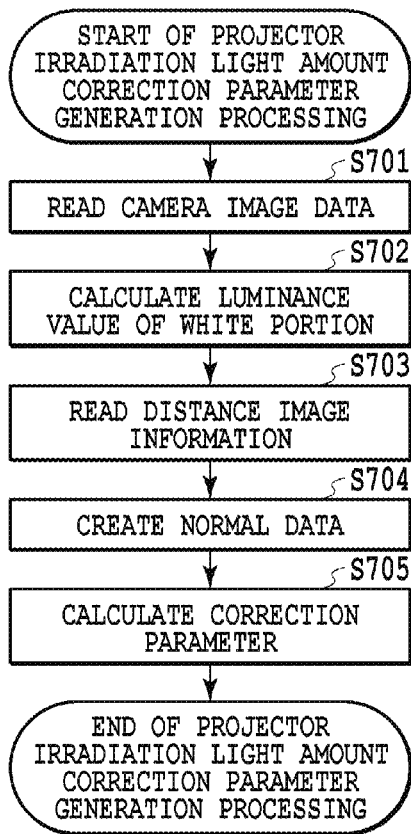 START OF PROJECTOR
IRRADIATION LIGHT AMOUNT
CORRECTION PARAMETER
GENERATION PROCESSING
S701
READ CAMERA IMAGE DATA
S702
CALCULATE LUMINANCE
VALUE OF WHITE PORTION
S703
READ DISTANCE IMAGE
INFORMATION
S704
CREATE NORMAL DATA
S705
CALCULATE CORRECTION
PARAMETER
END OF PROJECTOR
IRRADIATION LIGHT AMOUNT
CORRECTION PARAMETER
GENERATION PROCESSING